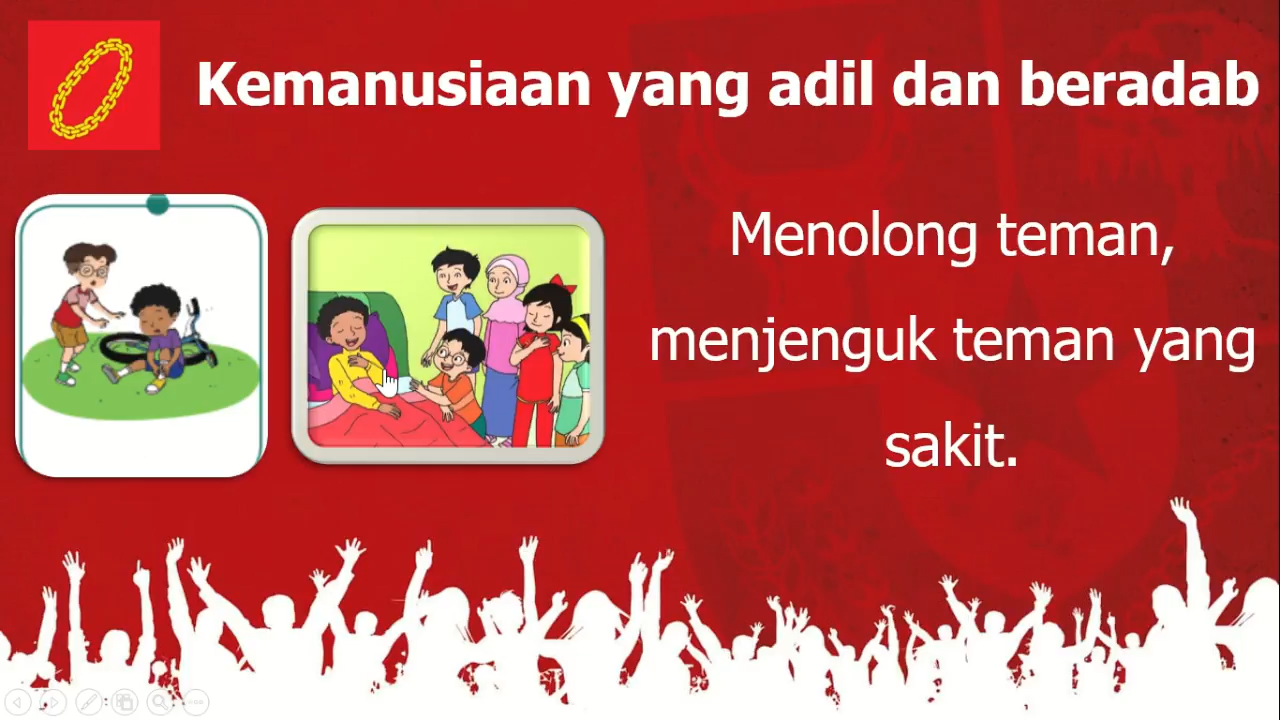 Kemanusiaan yang adil dan beradab
Menolong teman,
menjenguk teman yang
sakit.